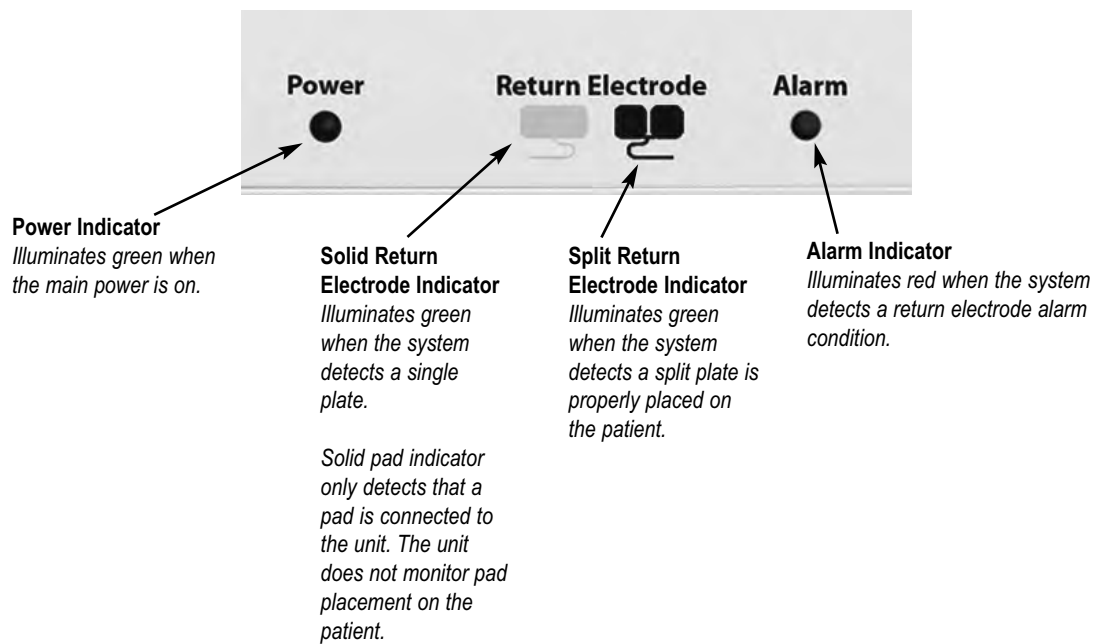 Power
Return Electrode
Alarm
Power Indicator
Illuminates green when
the main power is on.
Solid Return
Electrode Indicator
Illuminates green
when the system
detects a single
plate.
Solid pad indicator
only detects that a
pad is connected to
the unit. The unit
does not monitor pad
placement on the
patient.
Split Return
Electrode Indicator
Illuminates green
when the system
detects a split plate is
properly placed on
the patient.
Alarm Indicator
Illuminates red when the system
detects a return electrode alarm
condition.